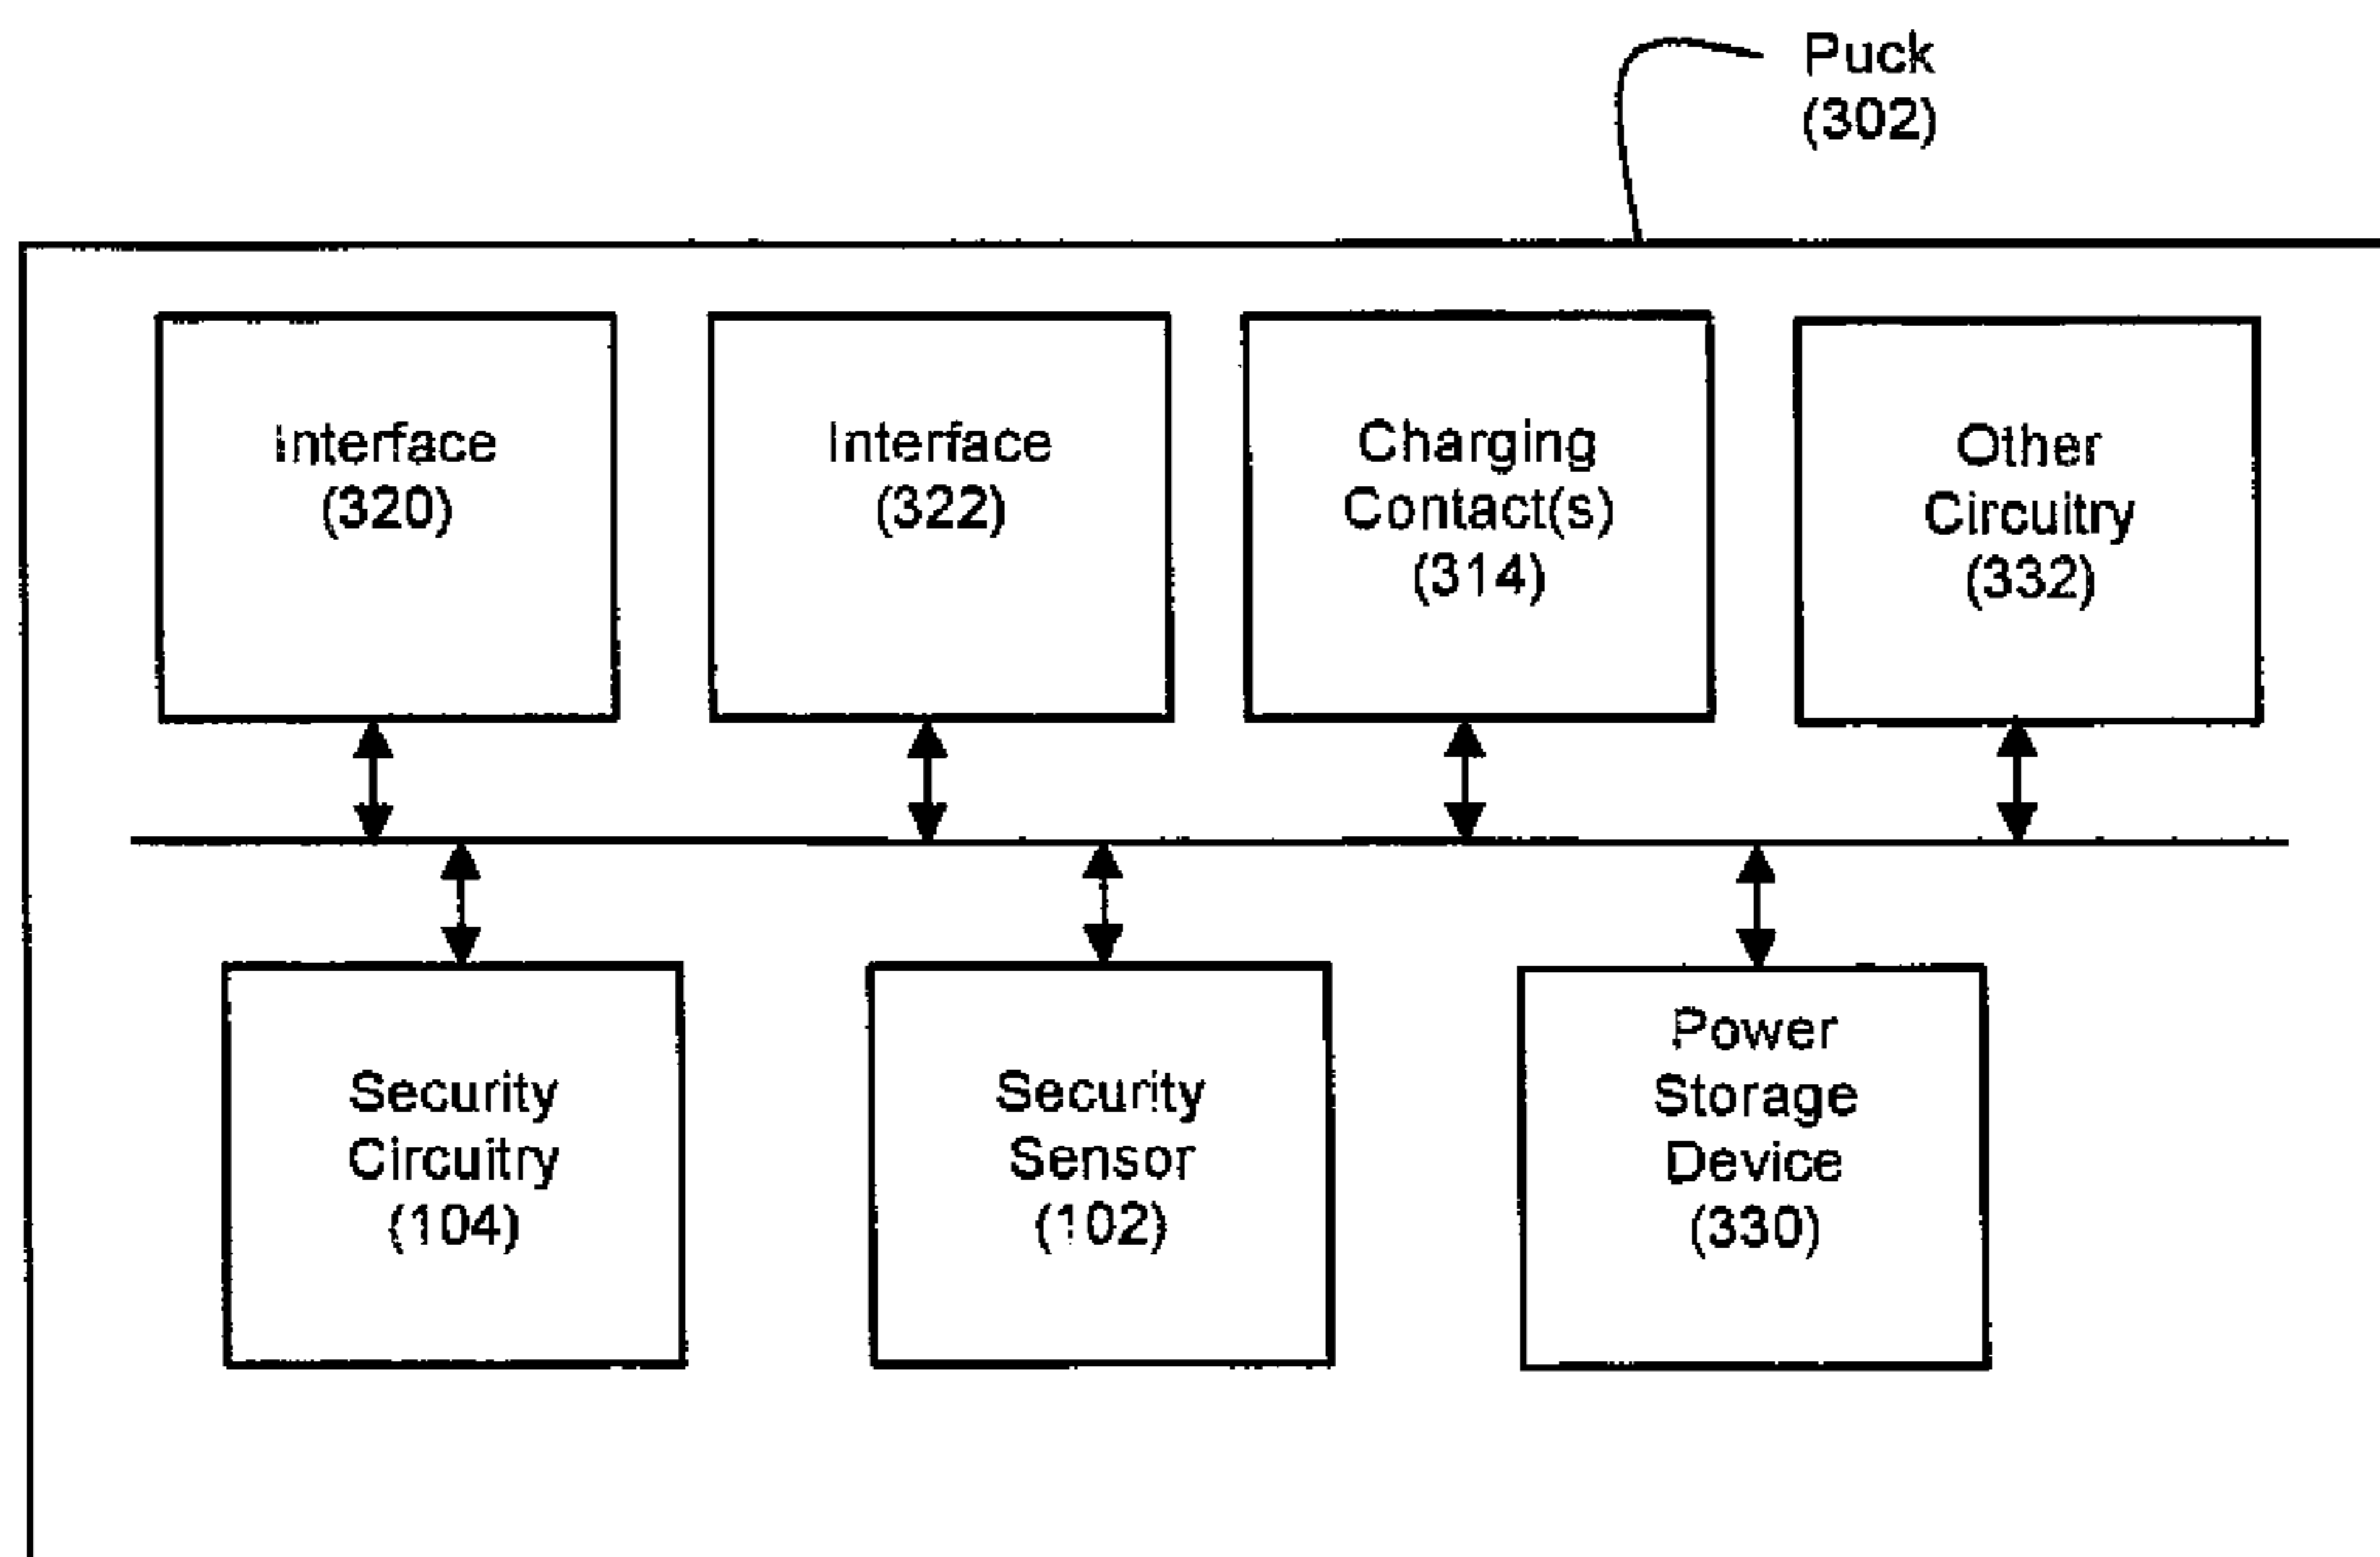 Puck
(302)
Interface
(320)
Interface
(322)
Charging
Contact(s)
(314)
Other
Circuitry
(332)
Security
Circuitry
(104)
Security
Sensor
(102)
Power
Storage
Device
(330)